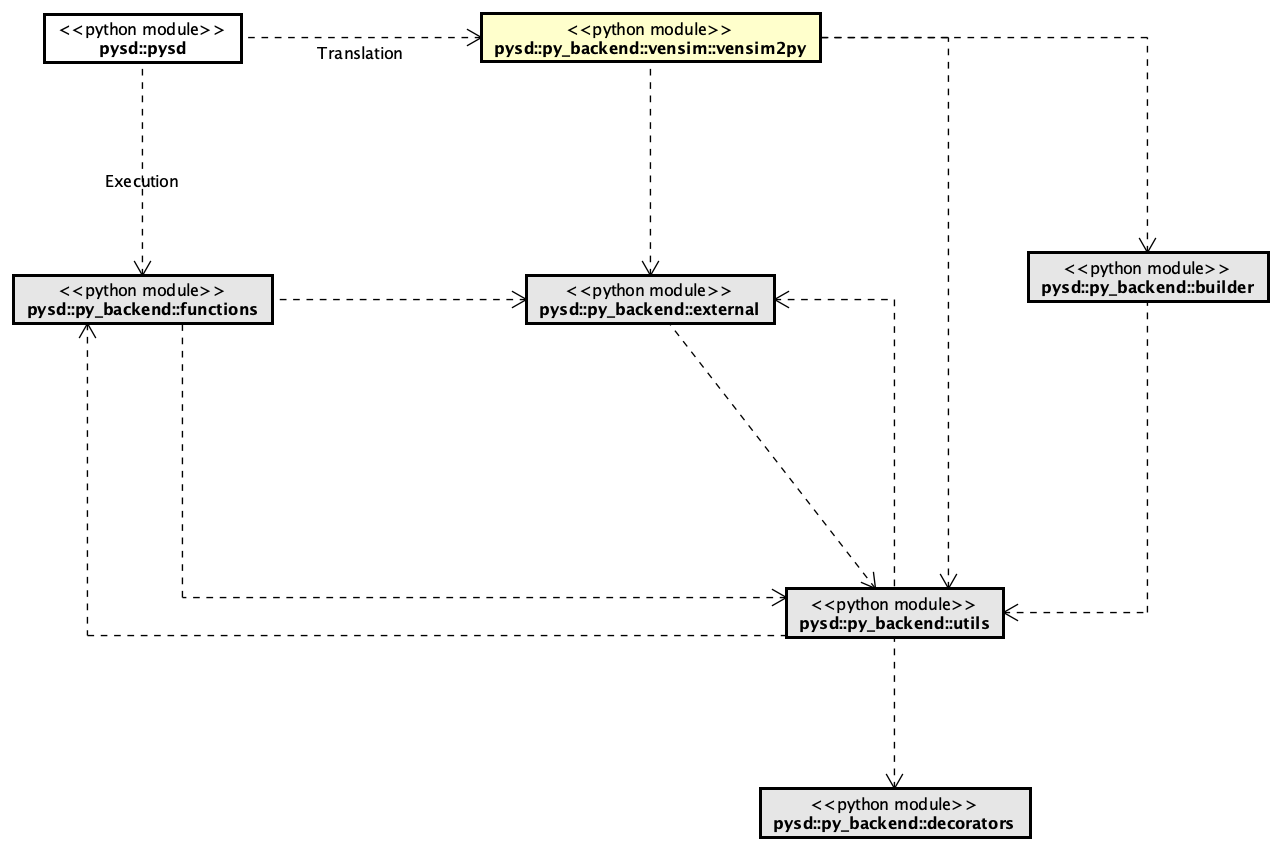 <<python module>>
pysd::pysd
Translation
<<python module>>
pysd::py_backend::vensim::vensim2py
Execution
<<python module>>
pysd::py_backend::functions
<<python module>>
pysd::py_backend::external
<<python module>>
pysd::py_backend::builder
<<python module>>
pysd::py_backend::utils
<<python module>>
pysd::py_backend::decorators